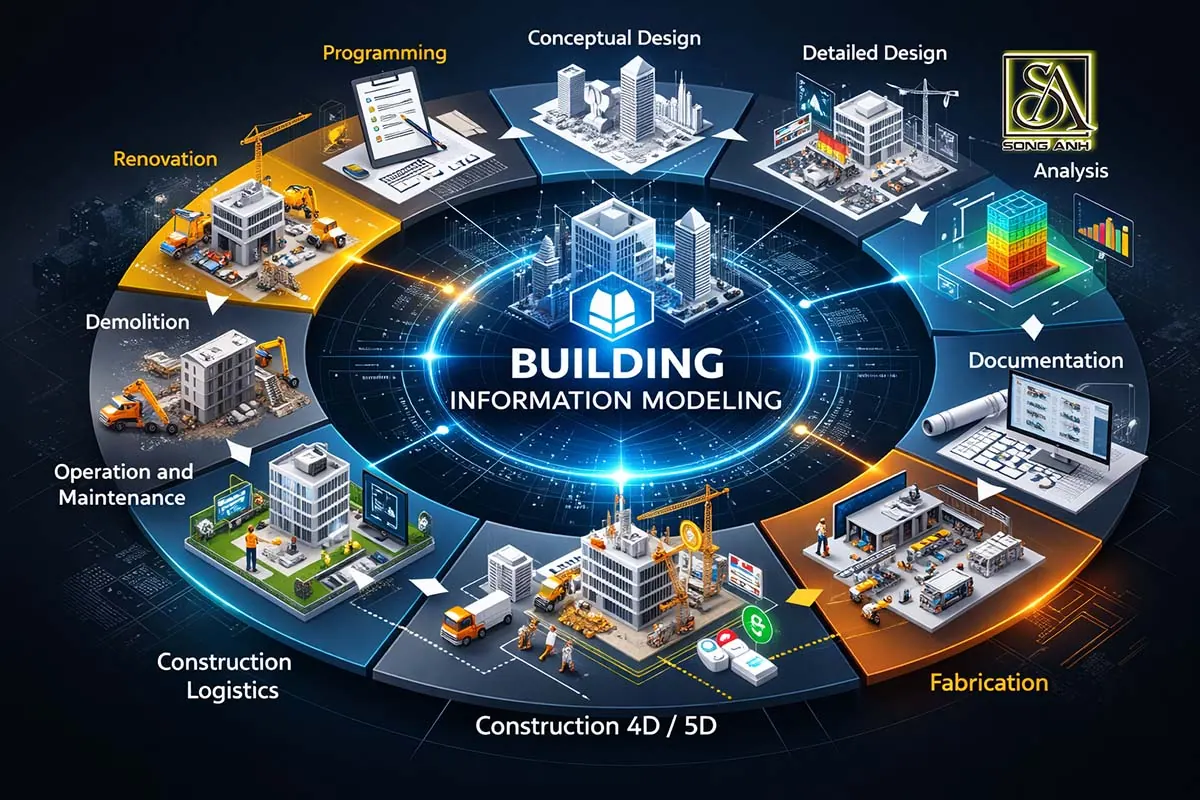 Programming
Conceptual Design
Detailed Design
SA
SONG ANH
Analysis
Renovation
Demolition
Documentation
BUILDING
INFORMATION MODELING
Operation and
Maintenance
Construction
Logistics
Fabrication
Construction 4D / 5D